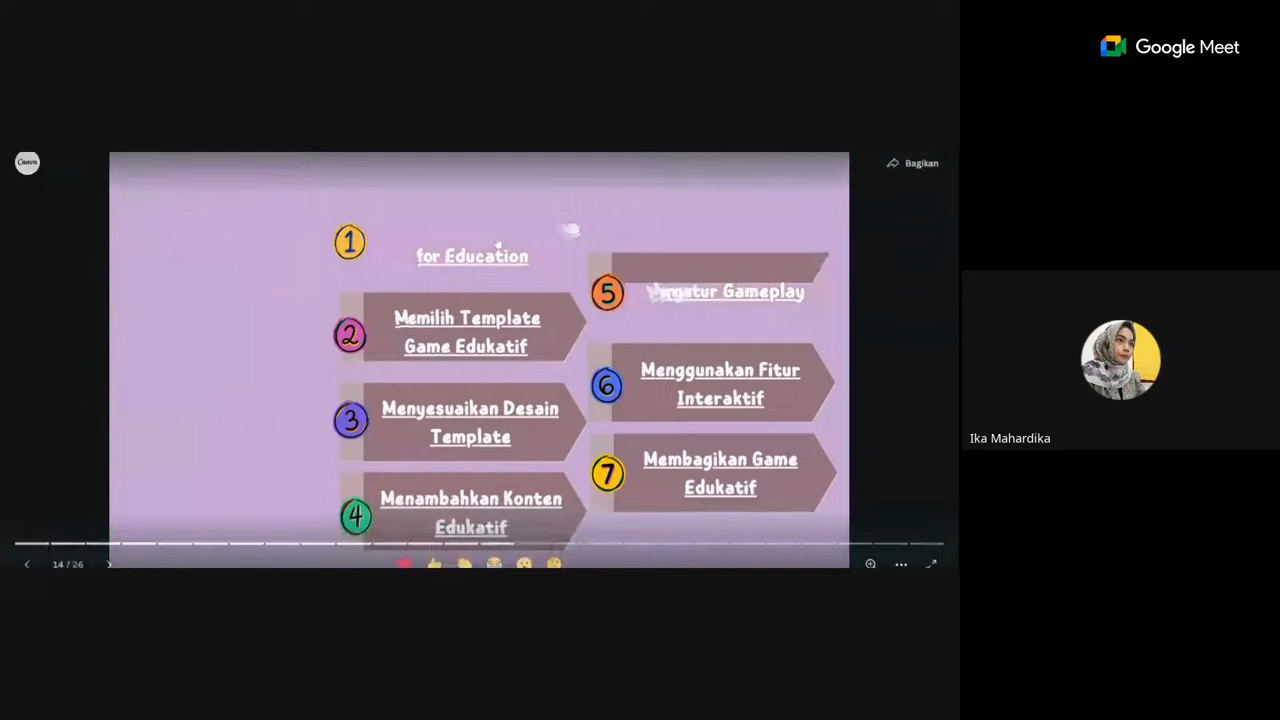 Google Meet
Canva
Bagikan
1
for Education
2
Memilih Template
Game Edukatif
3
Menyesuaikan Desain
Template
4
Menambahkan Konten
Edukatif
5
Gameplay
6
Menggunakan Fitur
Interaktif
7
Membagikan Game
Edukatif
14 / 26
Ika Mahardika